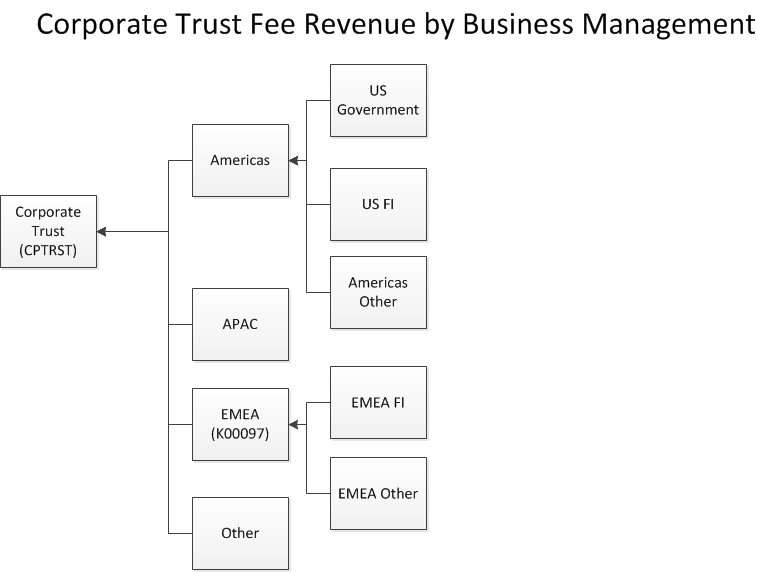 Corporate Trust Fee Revenue by Business Management
US
Government
Americas
US FI
Corporate
Trust
(CPTRST)
Americas
Other
APAC
EMEA FI
EMEA
(K00097)
EMEA Other
Other